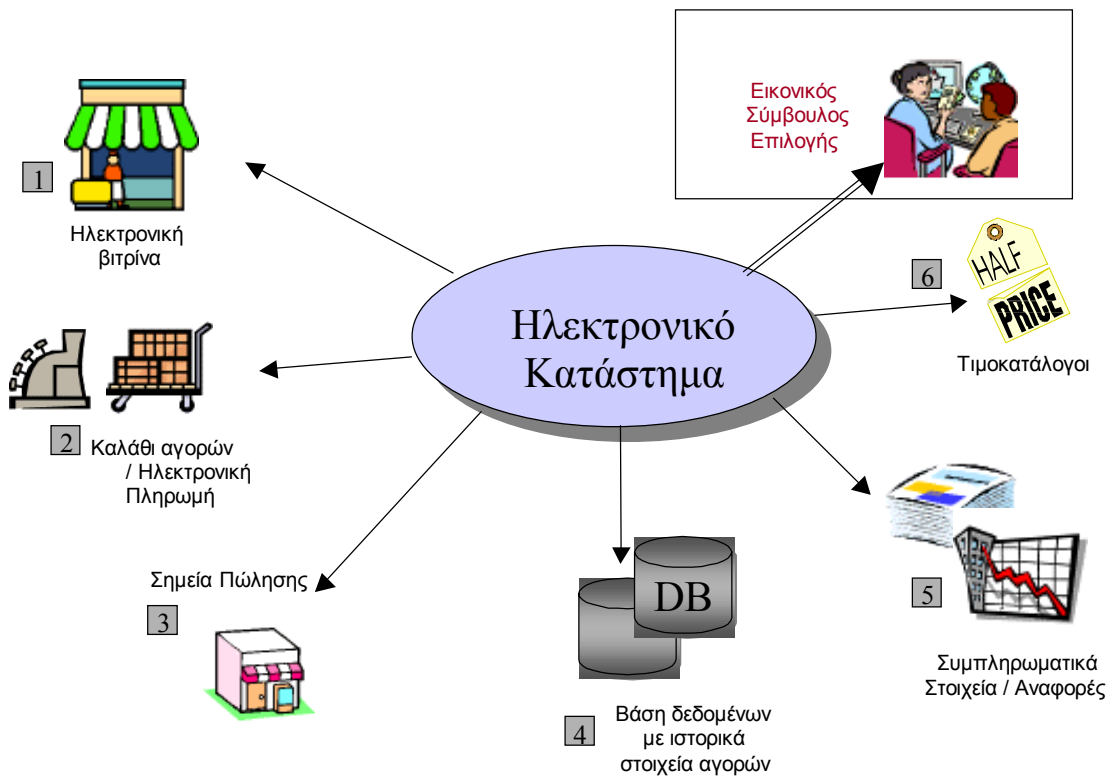 Εικονικός
Σύμβουλος
Επιλογής
1
Ηλεκτρονική
βιτρίνα
6
HALF
PRICE
Τιμοκατάλογοι
Ηλεκτρονικό
Κατάστημα
2
Καλάθι αγορών
/ Ηλεκτρονική
Πληρωμή
Σημεία Πώλησης
3
DB
4
Βάση δεδομένων
με ιστορικά
στοιχεία αγορών
5
Συμπληρωματικά
Στοιχεία / Αναφορές